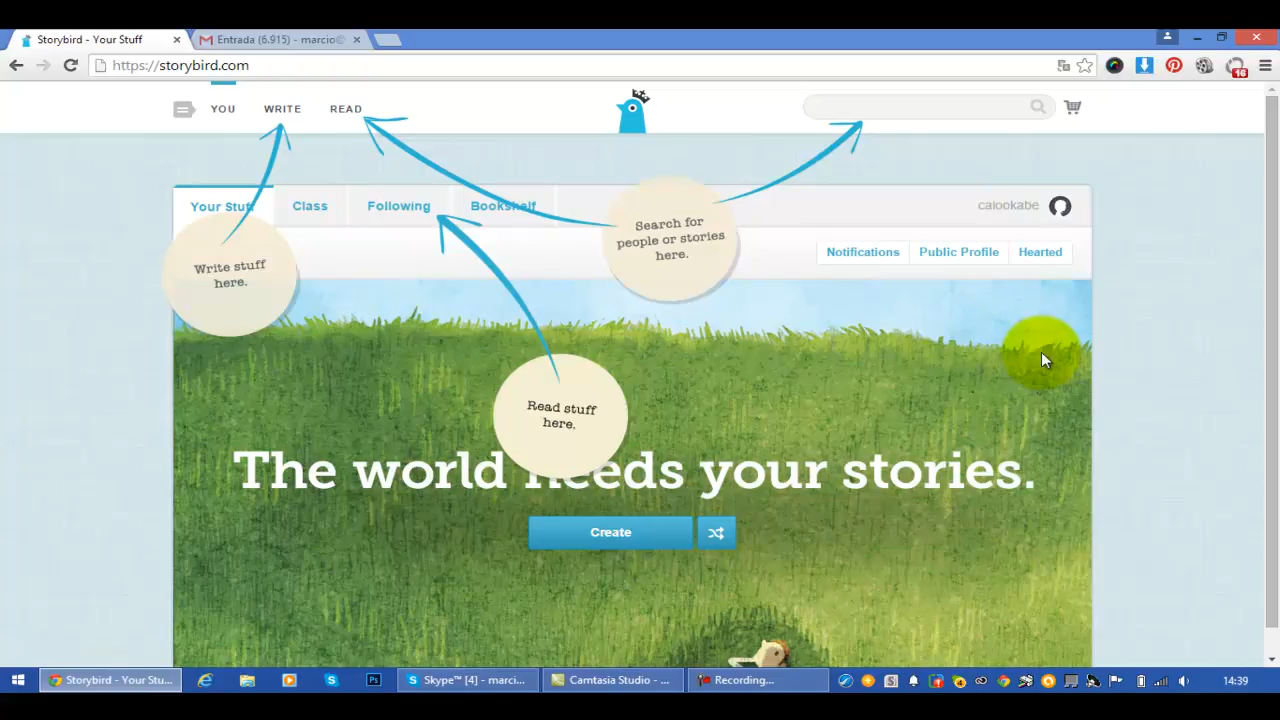 Storybird - Your Stuff
Entrada (6.915) - marcio@
https://storybird.com
16
YOU WRITE READ
Your Stuff Class Following Bookshelf
caiookabe
Search for
people or stories
here.
Notifications Public Profile Hearted
Write stuff
here.
Read stuff
here.
The world needs your stories.
Create
Storybird - Your Stu...
Skype™ [4] - marci...
Camtasia Studio - ...
Recording...
14:39